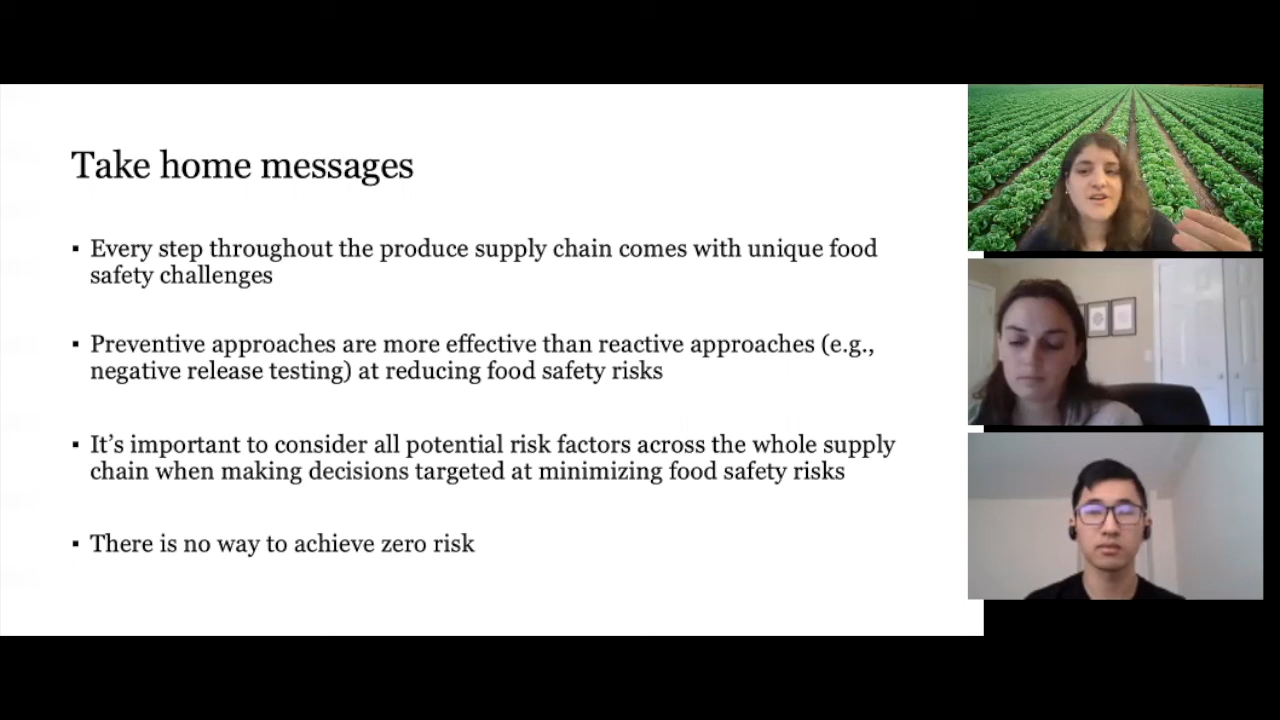 Take home messages
▪ Every step throughout the produce supply chain comes with unique food
safety challenges
▪ Preventive approaches are more effective than reactive approaches (e.g.,
negative release testing) at reducing food safety risks
▪ It’s important to consider all potential risk factors across the whole supply
chain when making decisions targeted at minimizing food safety risks
▪ There is no way to achieve zero risk